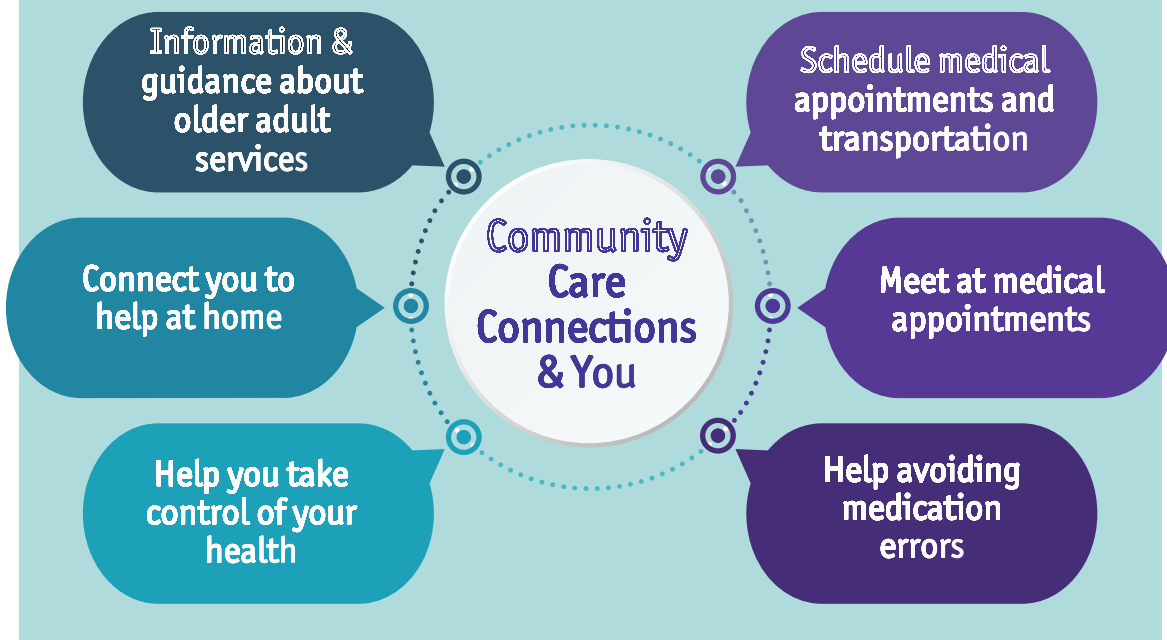 Information &
guidance about
older adult
services
Schedule medical
appointments and
transportation
Community
Care
Connections
& You
Connect you to
help at home
Meet at medical
appointments
Help you take
control of your
health
Help avoiding
medication
errors